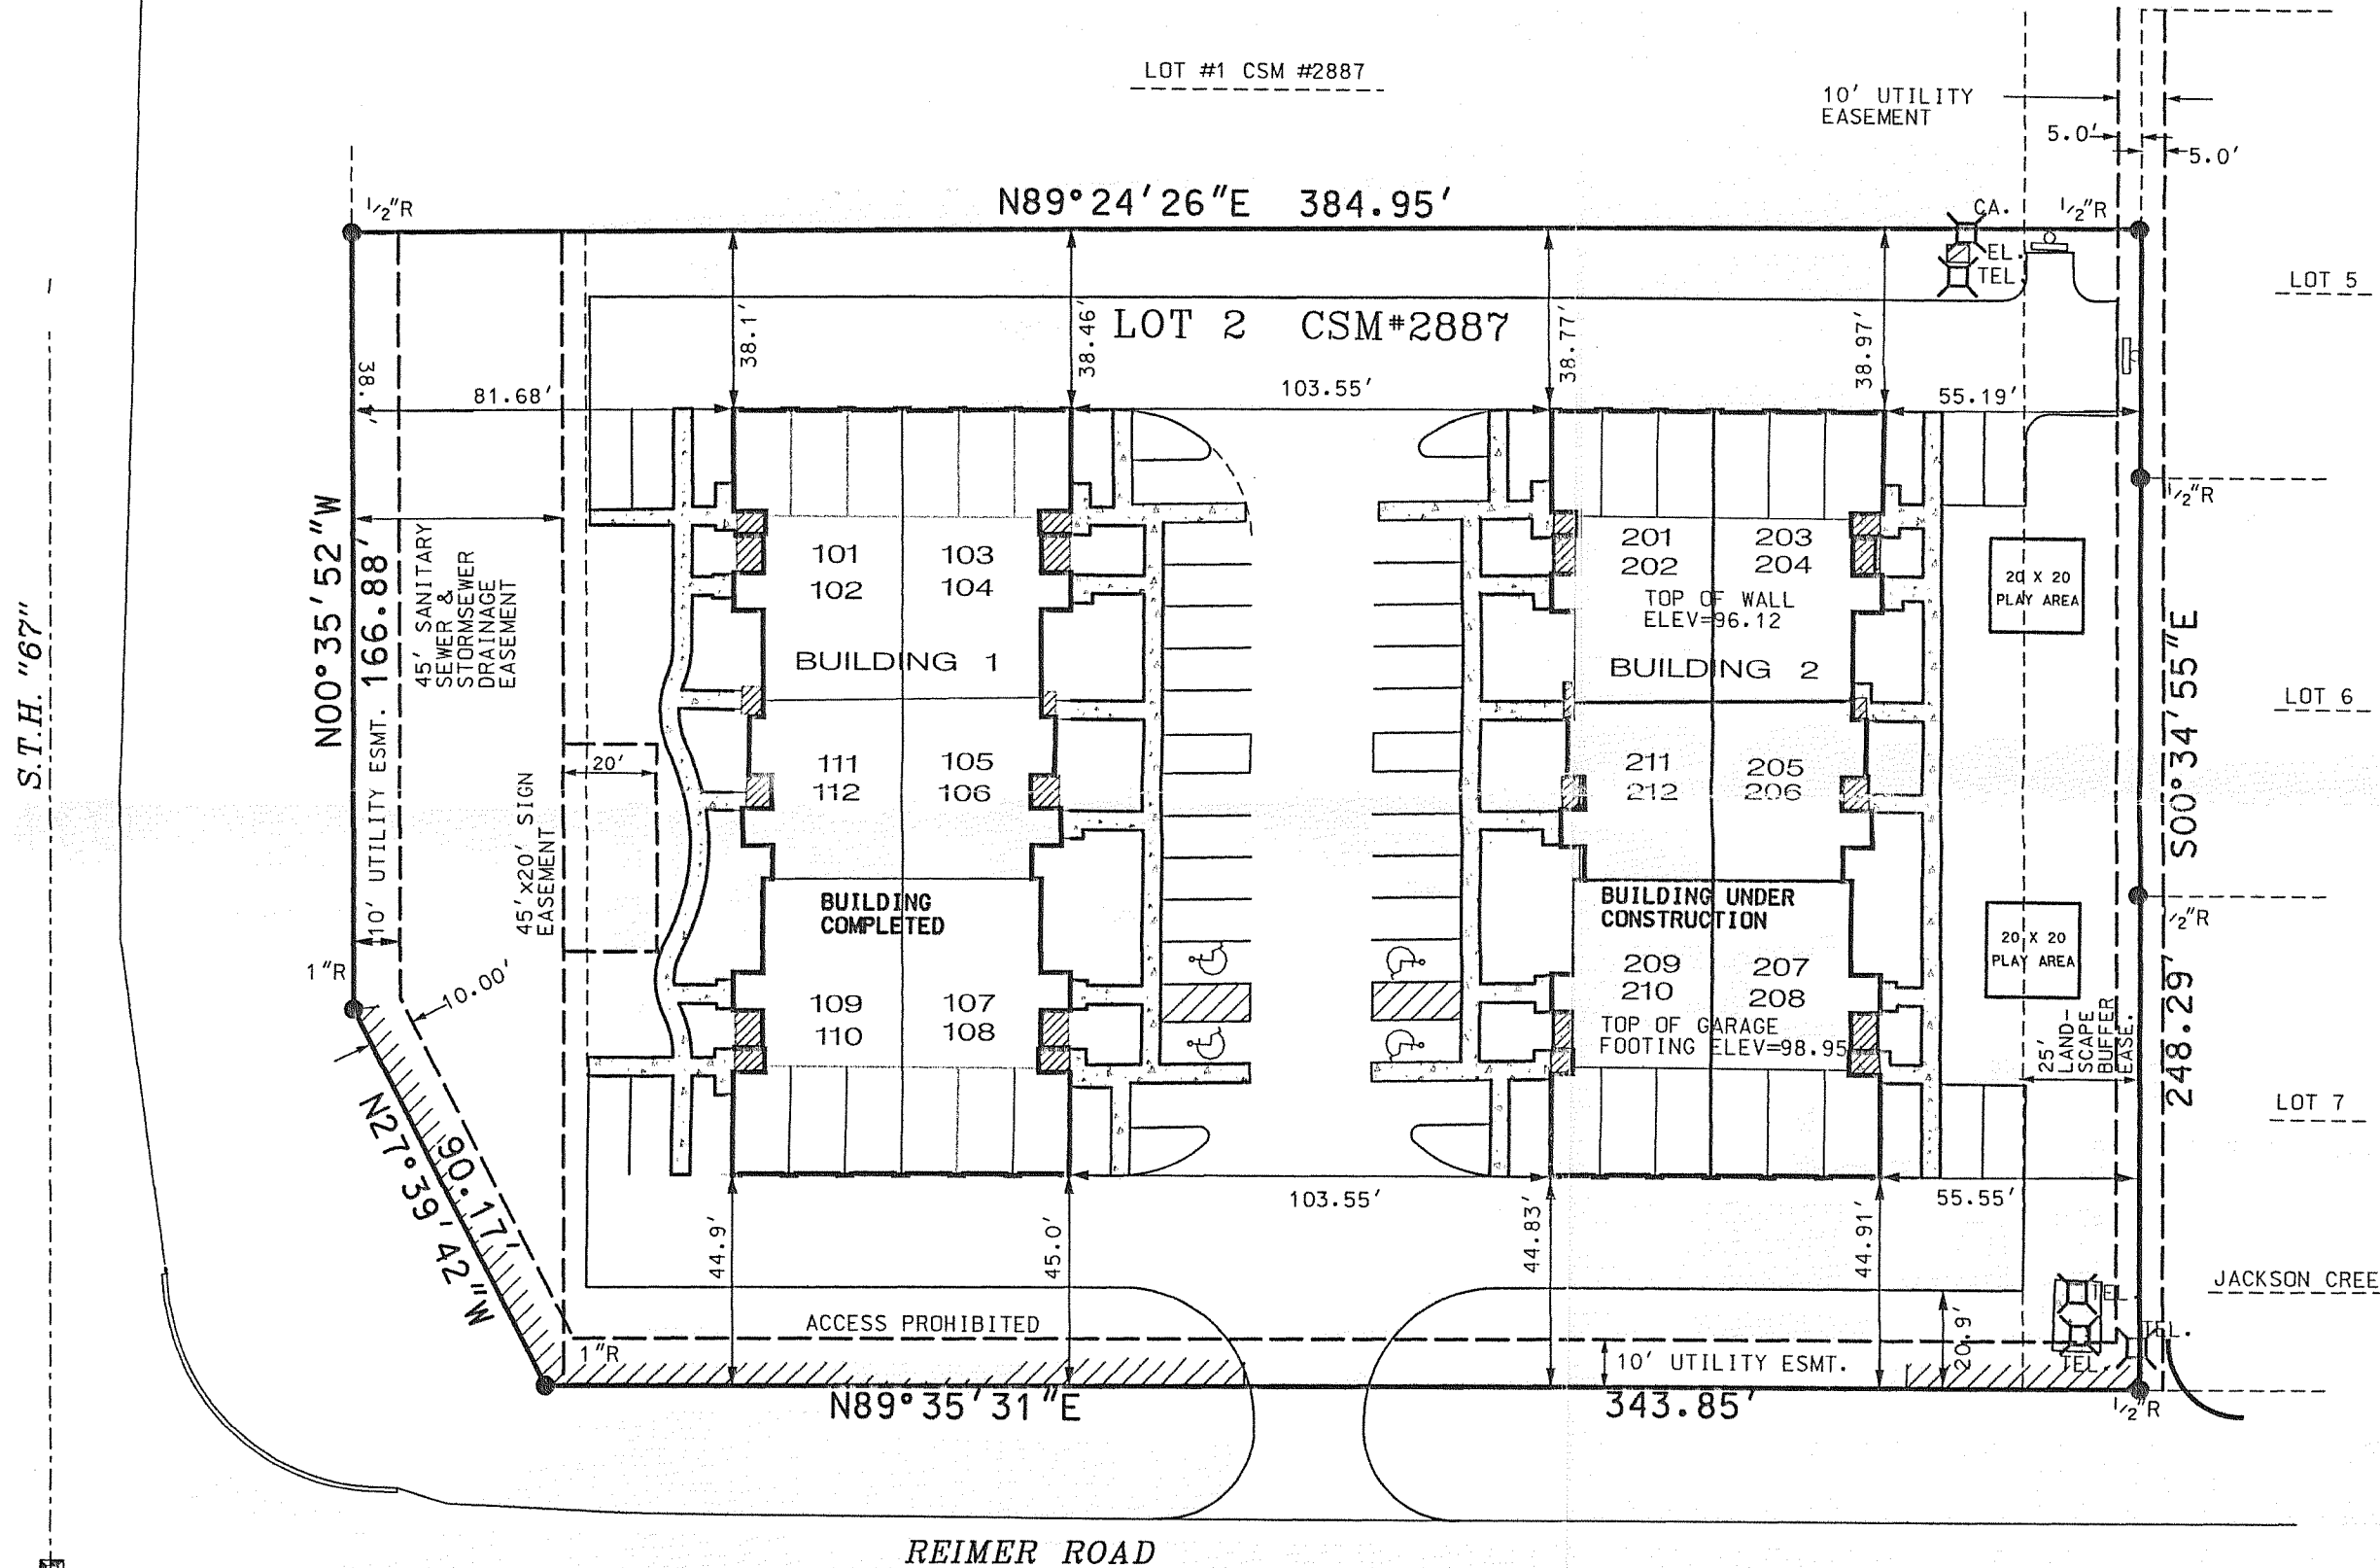 LOT #1 CSM #2887
10' UTILITY
EASEMENT
5.0'
5.0'
N89°24'26"E 384.95'
1/2"R
CA.
1/2"R
EL.
TEL.
LOT 5
LOT 2 CSM#2887
38.1'
38.46'
38.77'
38.97'
81.68'
103.55'
55.19'
1/2"R
S.T.H. "67"
N00°35'52"W
166.88'
10' UTILITY ESMT.
45' SANITARY
SEWER &
STORMSEWER
DRAINAGE
EASEMENT
101
102
103
104
BUILDING 1
111
112
105
106
BUILDING
COMPLETED
109
110
107
108
201
202
203
204
TOP OF WALL
ELEV=96.12
BUILDING 2
211
212
205
206
BUILDING UNDER
CONSTRUCTION
209
210
207
208
TOP OF GARAGE
FOOTING ELEV=98.95
20 X 20
PLAY AREA
20 X 20
PLAY AREA
S00°34'55"E
248.29'
LOT 6
1/2"R
25'
LAND-
SCAPE
BUFFER
EASE.
LOT 7
20'
45'x20' SIGN
EASEMENT
1"R
10.00'
N27°39'42"W
90.17'
44.9'
45.0'
103.55'
44.83'
44.91'
55.55'
JACKSON CREE
TEL.
TEL.
TEL.
ACCESS PROHIBITED
1"R
10' UTILITY ESMT.
20.9'
N89°35'31"E
343.85'
1/2"R
REIMER ROAD